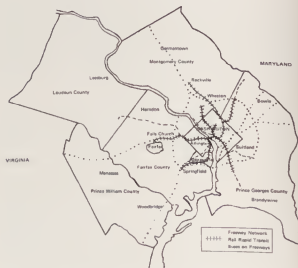 Germantown
Montgomery County
MARYLAND
Rockville
Leesburg
Wheaton
Loudoun County
Bowie
Herndon
Falls Church
Fairfax
Suitland
VIRGINIA
Manassas
Fairfax County
Springfield
Prince William County
Prince Georges County
Brandywine
Woodbridge
Freeway Network
Rail Rapid Transit
Buses on Freeways